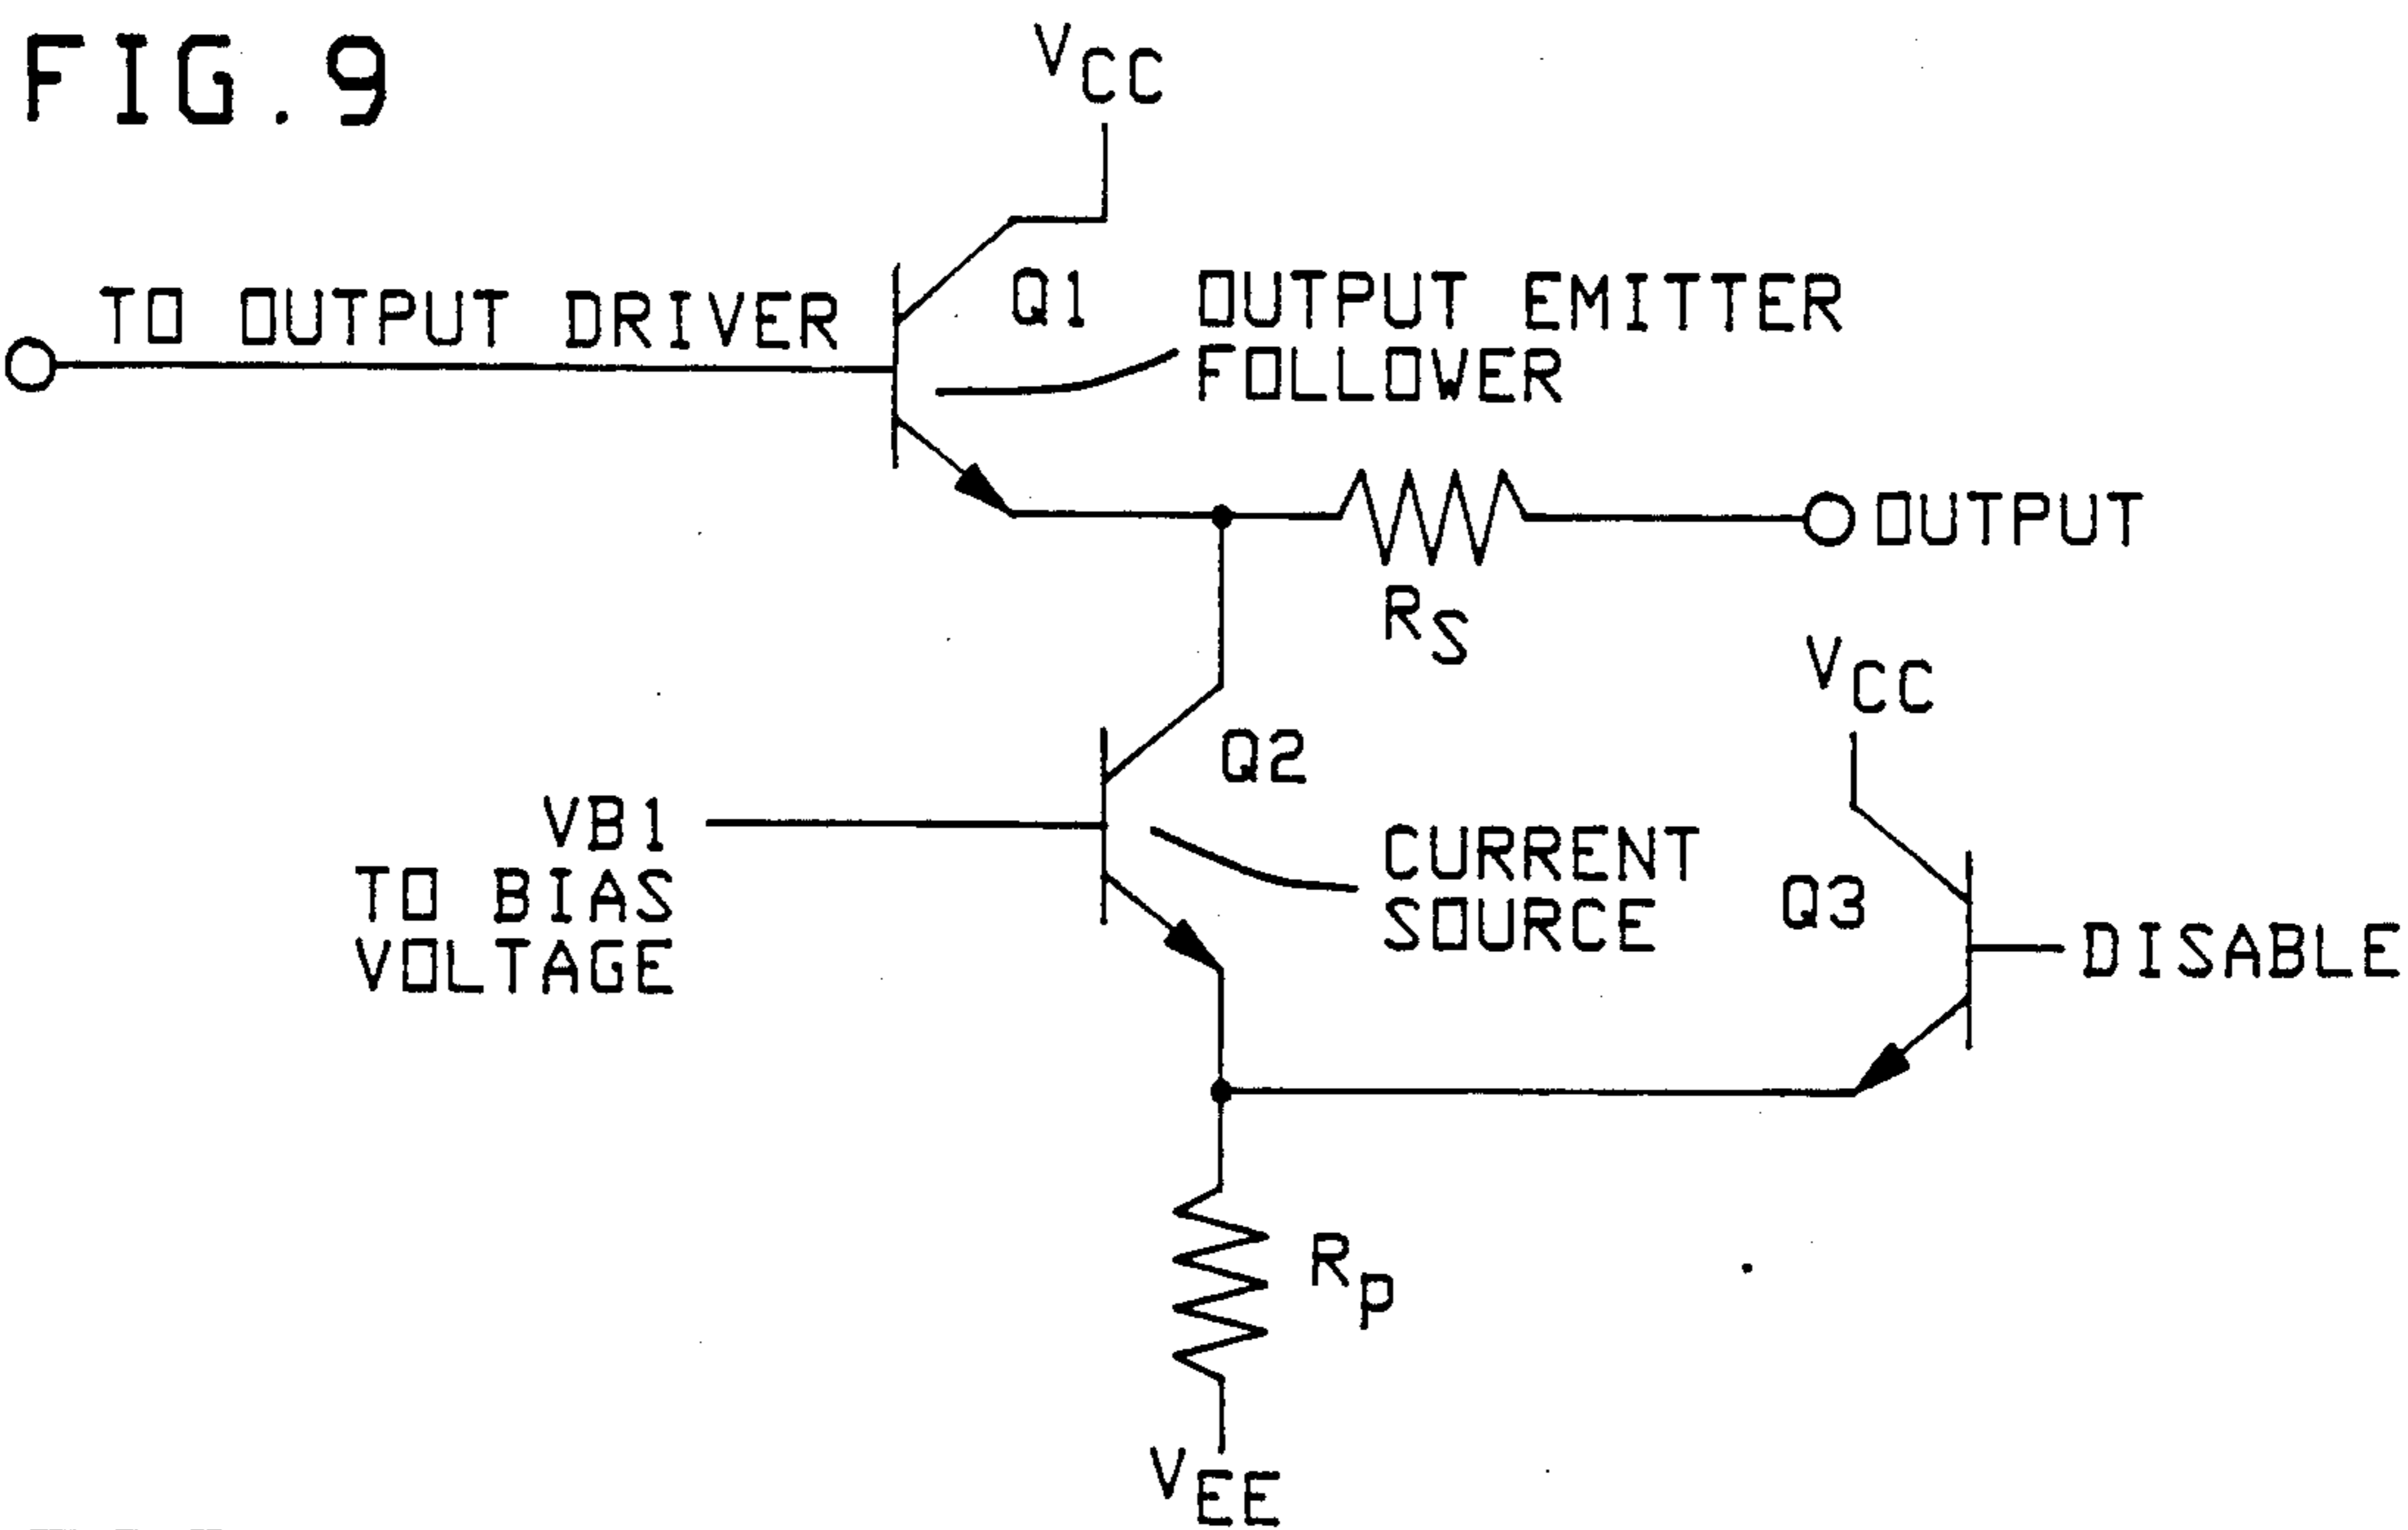 FIG. 9
VCC
TO OUTPUT DRIVER
Q1
OUTPUT EMITTER
FOLLOWER
OUTPUT
RS
VCC
Q2
VB1
TO BIAS
VOLTAGE
CURRENT
SOURCE
Q3
DISABLE
RP
VEE